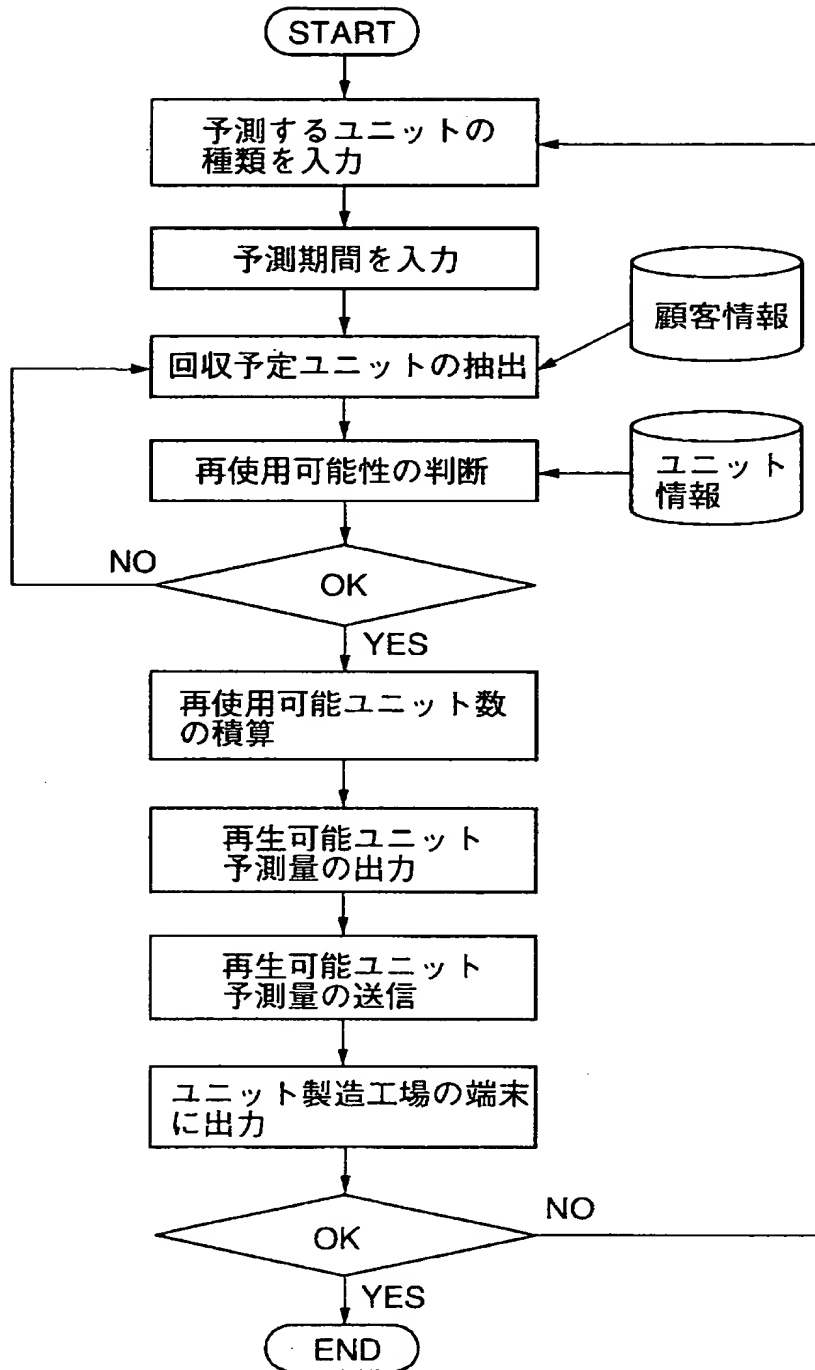 START
予測するユニットの
種類を入力
予測期間を入力
顧客情報
回収予定ユニットの抽出
再使用可能性の判断
ユニット
情報
NO
OK
YES
再使用可能ユニット数
の積算
再生可能ユニット
予測量の出力
再生可能ユニット
予測量の送信
ユニット製造工場の端末
に出力
NO
OK
YES
END